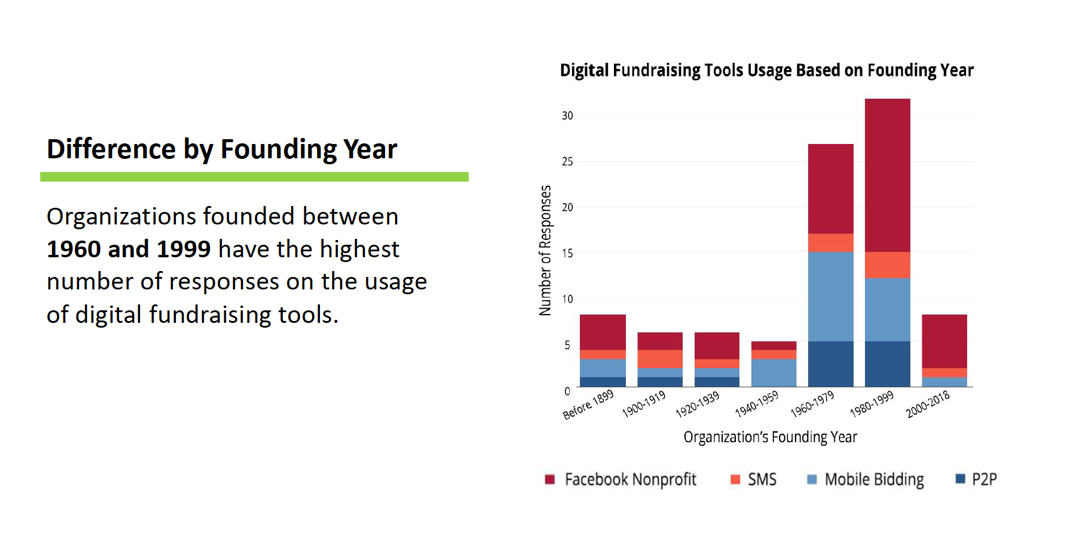 Difference by Founding Year
Organizations founded between
1960 and 1999 have the highest
number of responses on the usage
of digital fundraising tools.
Digital Fundraising Tools Usage Based on Founding Year
Number of Responses
30
25
20
15
10
5
0
Before 1899
1900-1919
1920-1939
1940-1959
1960-1979
1980-1999
2000-2018
Organization's Founding Year
Facebook Nonprofit
SMS
Mobile Bidding
P2P